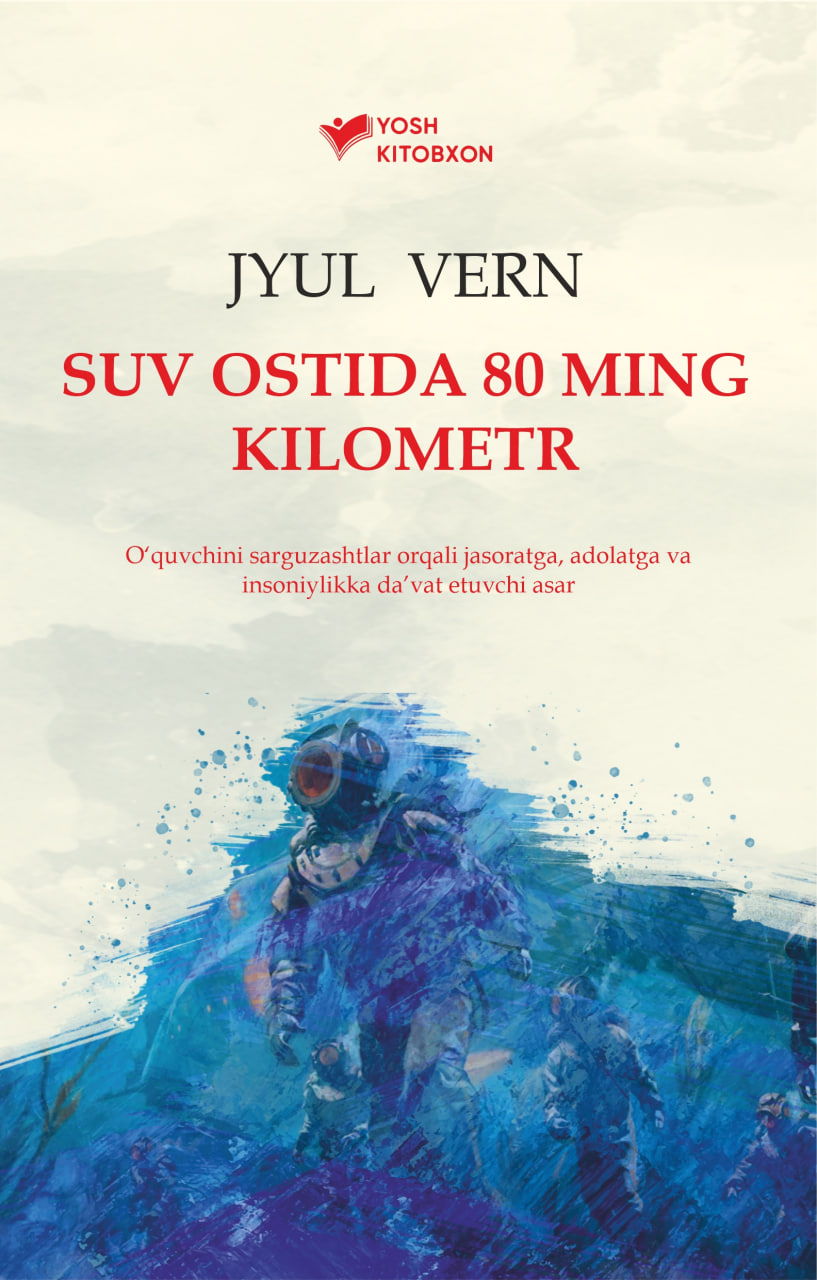 YOSH
KITOBXON
JYUL VERN
SUV OSTIDA 80 MING
KILOMETR
O‘quvchini sarguzashtlar orqali jasoratga, adolatga va
insoniylikka da’vat etuvchi asar